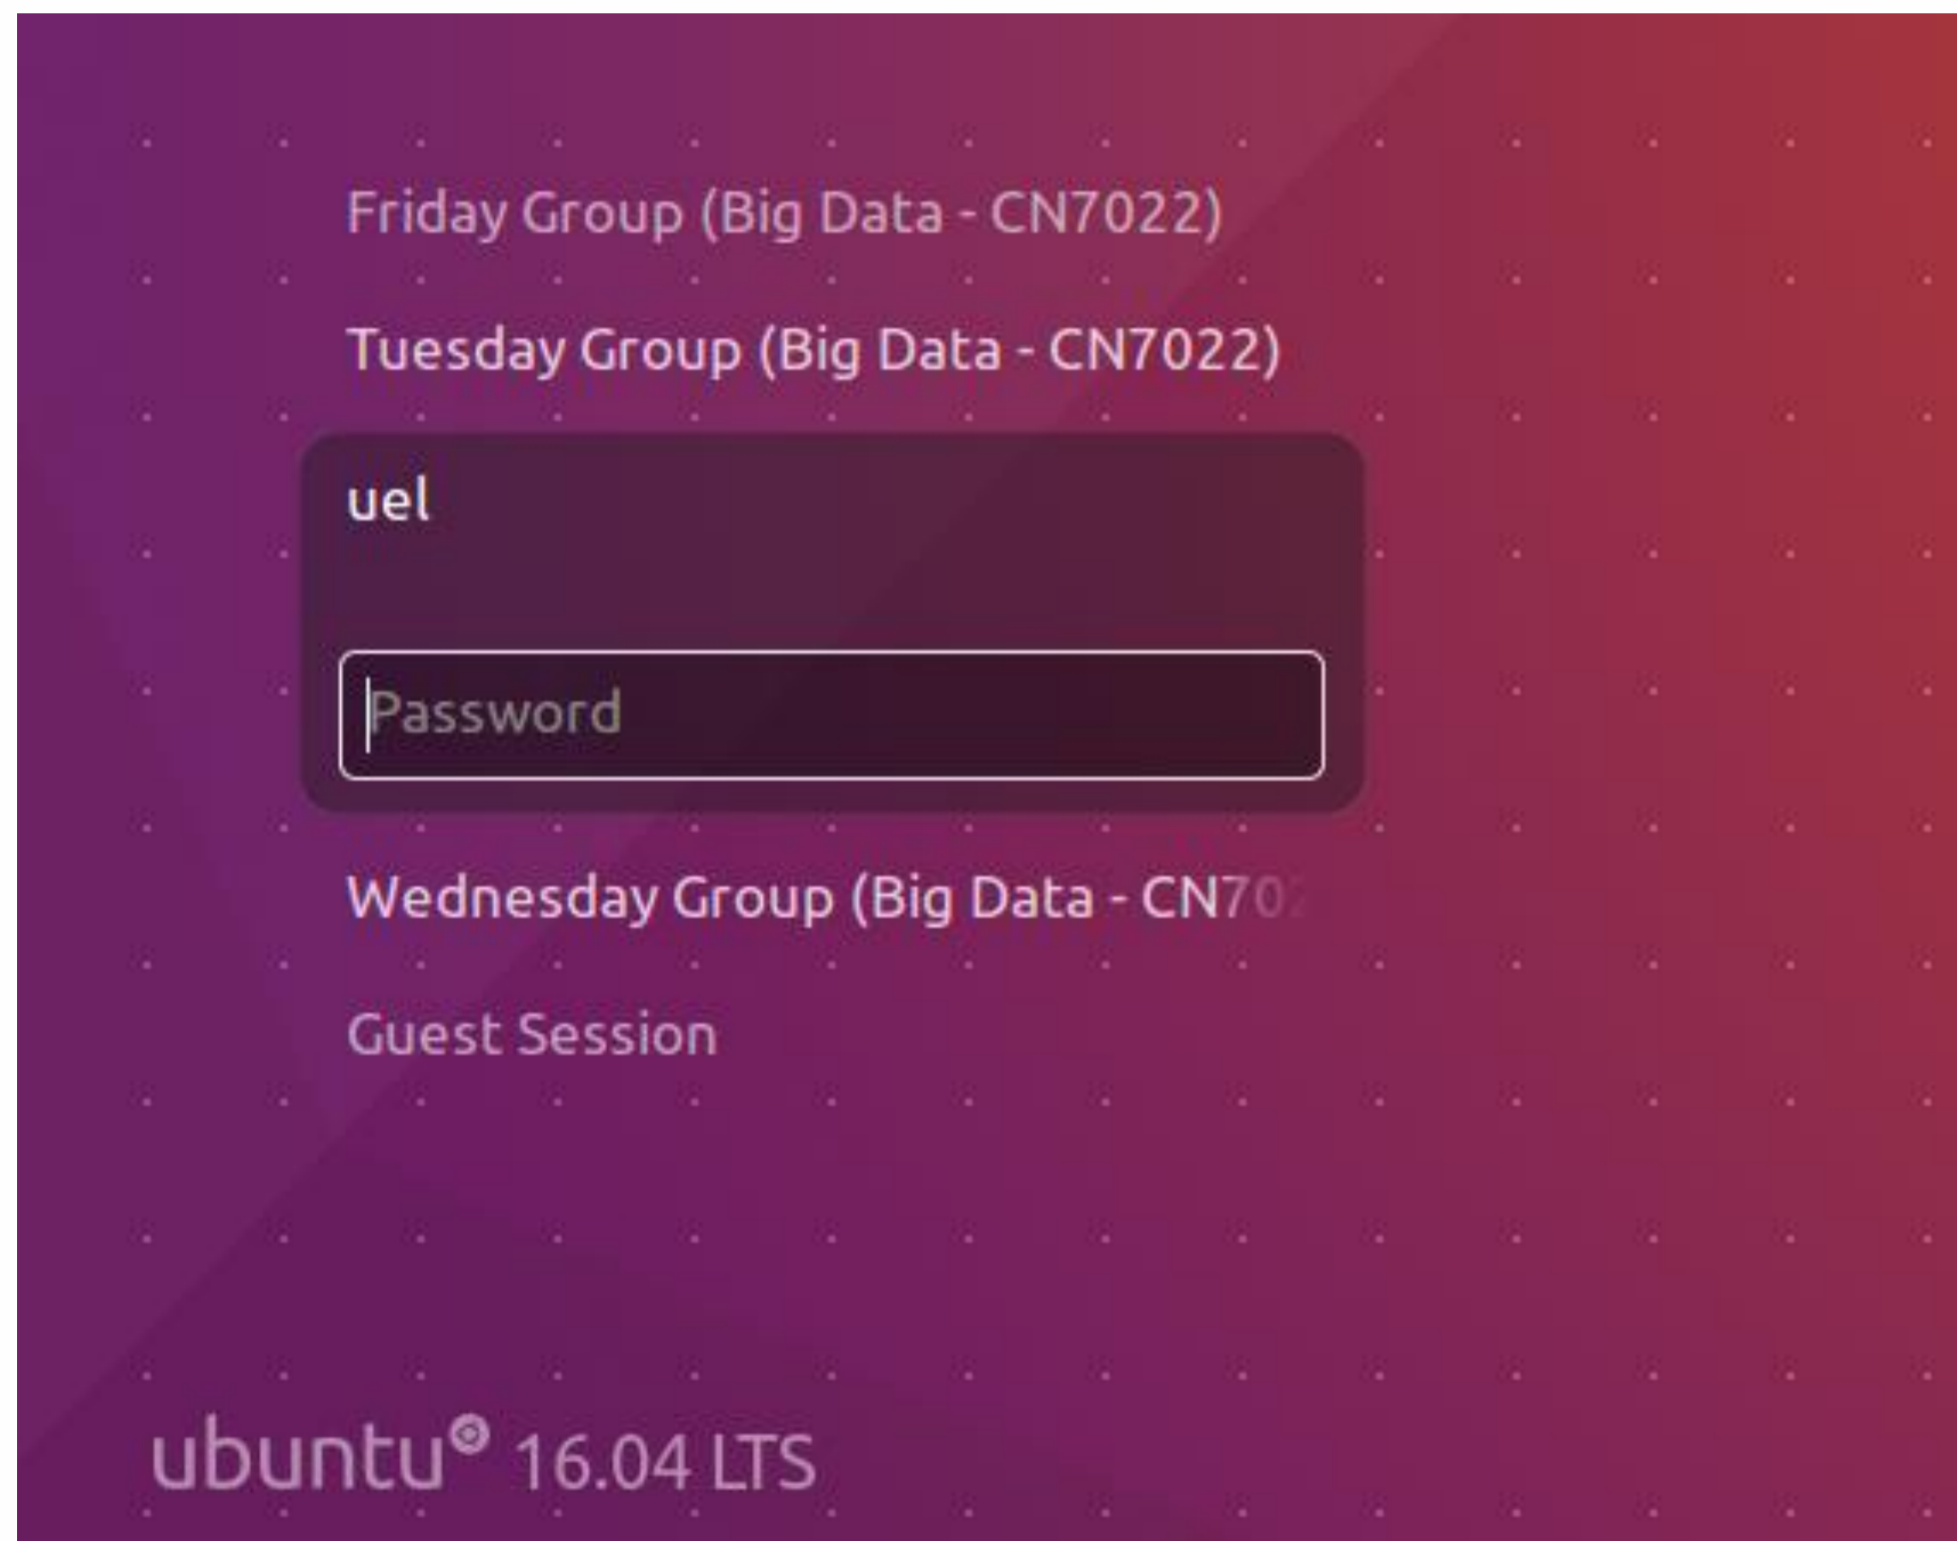 Friday Group (Big Data - CN7022)
Tuesday Group (Big Data - CN7022)
uel
Password
Wednesday Group (Big Data - CN702
Guest Session
ubuntu 16.04 LTS